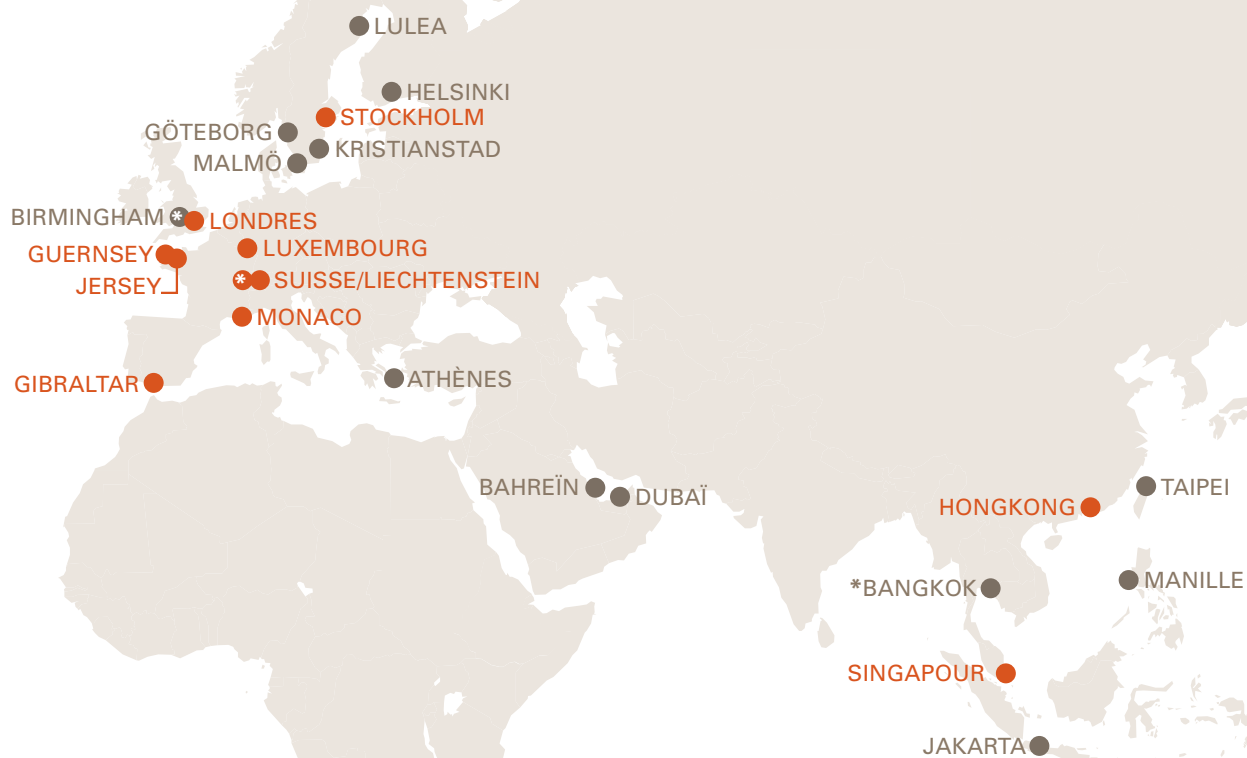 LULEA
HELSINKI
STOCKHOLM
GÖTEBORG
KRISTIANSTAD
MALMÖ
BIRMINGHAM * LONDRES
GUERNSEY
LUXEMBOURG
JERSEY
* SUISSE/LIECHTENSTEIN
MONACO
GIBRALTAR
ATHÈNES
BAHREÏN
DUBAÏ
TAIPEI
HONGKONG
*BANGKOK
MANILLE
SINGAPOUR
JAKARTA